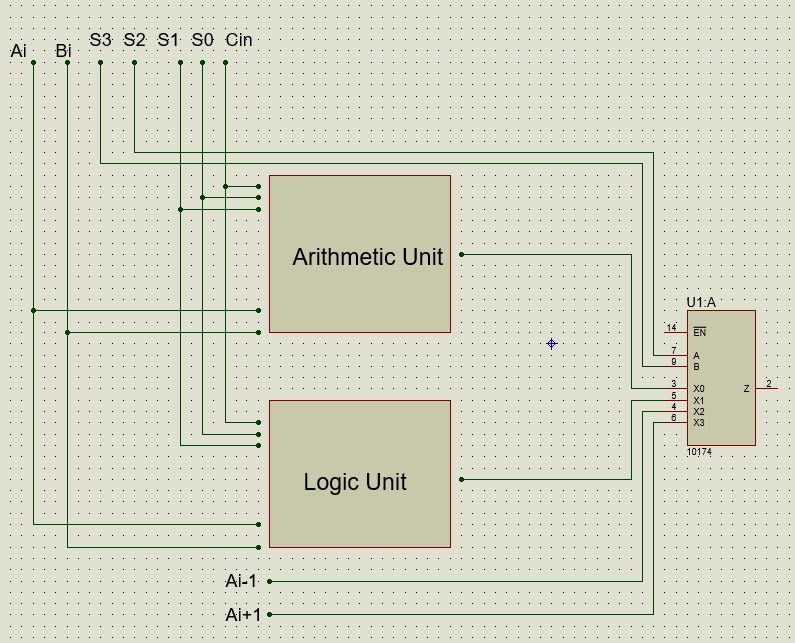 Ai Bi S3 S2 S1 S0 Cin
Arithmetic Unit
U1:A
14 EN
7 A
9 B
3 X0
5 X1
4 X2
6 X3
Z 2
10174
Logic Unit
Ai-1
Ai+1